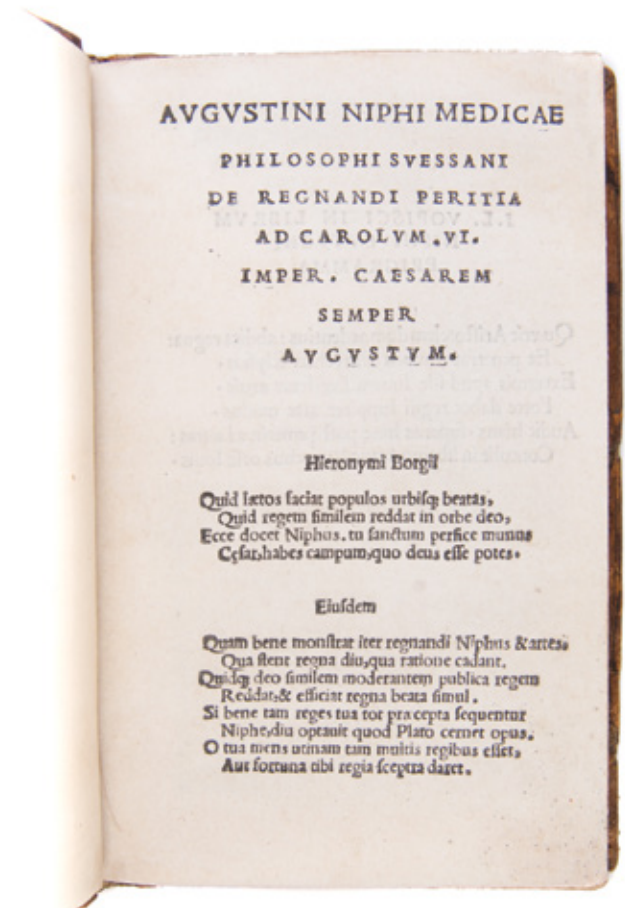 AVGVSTINI NIPHI MEDICAE
PHILOSOPHI SVESSANI
DE REGNANDI PERITIA
AD CAROLVM.VI.
IMPER. CAESAREM
SEMPER
AVGVSTVM.
Hieronymi Borgii
Quid lætos faciat populos urbisq; beatas,
Quid regem similem reddat in orbe deo,
Ecce docet Niphus. tu sanctum perfice munus
Cęsar, habes campum, quo deus esse potes.
Eiusdem
Quam bene monstrat iter regnandi Niphus & artes.
Qua stent regna diu, qua ratione cadant.
Quidq; deo similem moderantem publica regem
Reddat, & efficiat regna beata simul.
Si bene tam reges tua tot præcepta sequentur
Niphe, diu optauit quod Plato cernet opus.
O tua mens utinam tam multis regibus esset,
Aut fortuna tibi regia sceptra daret.